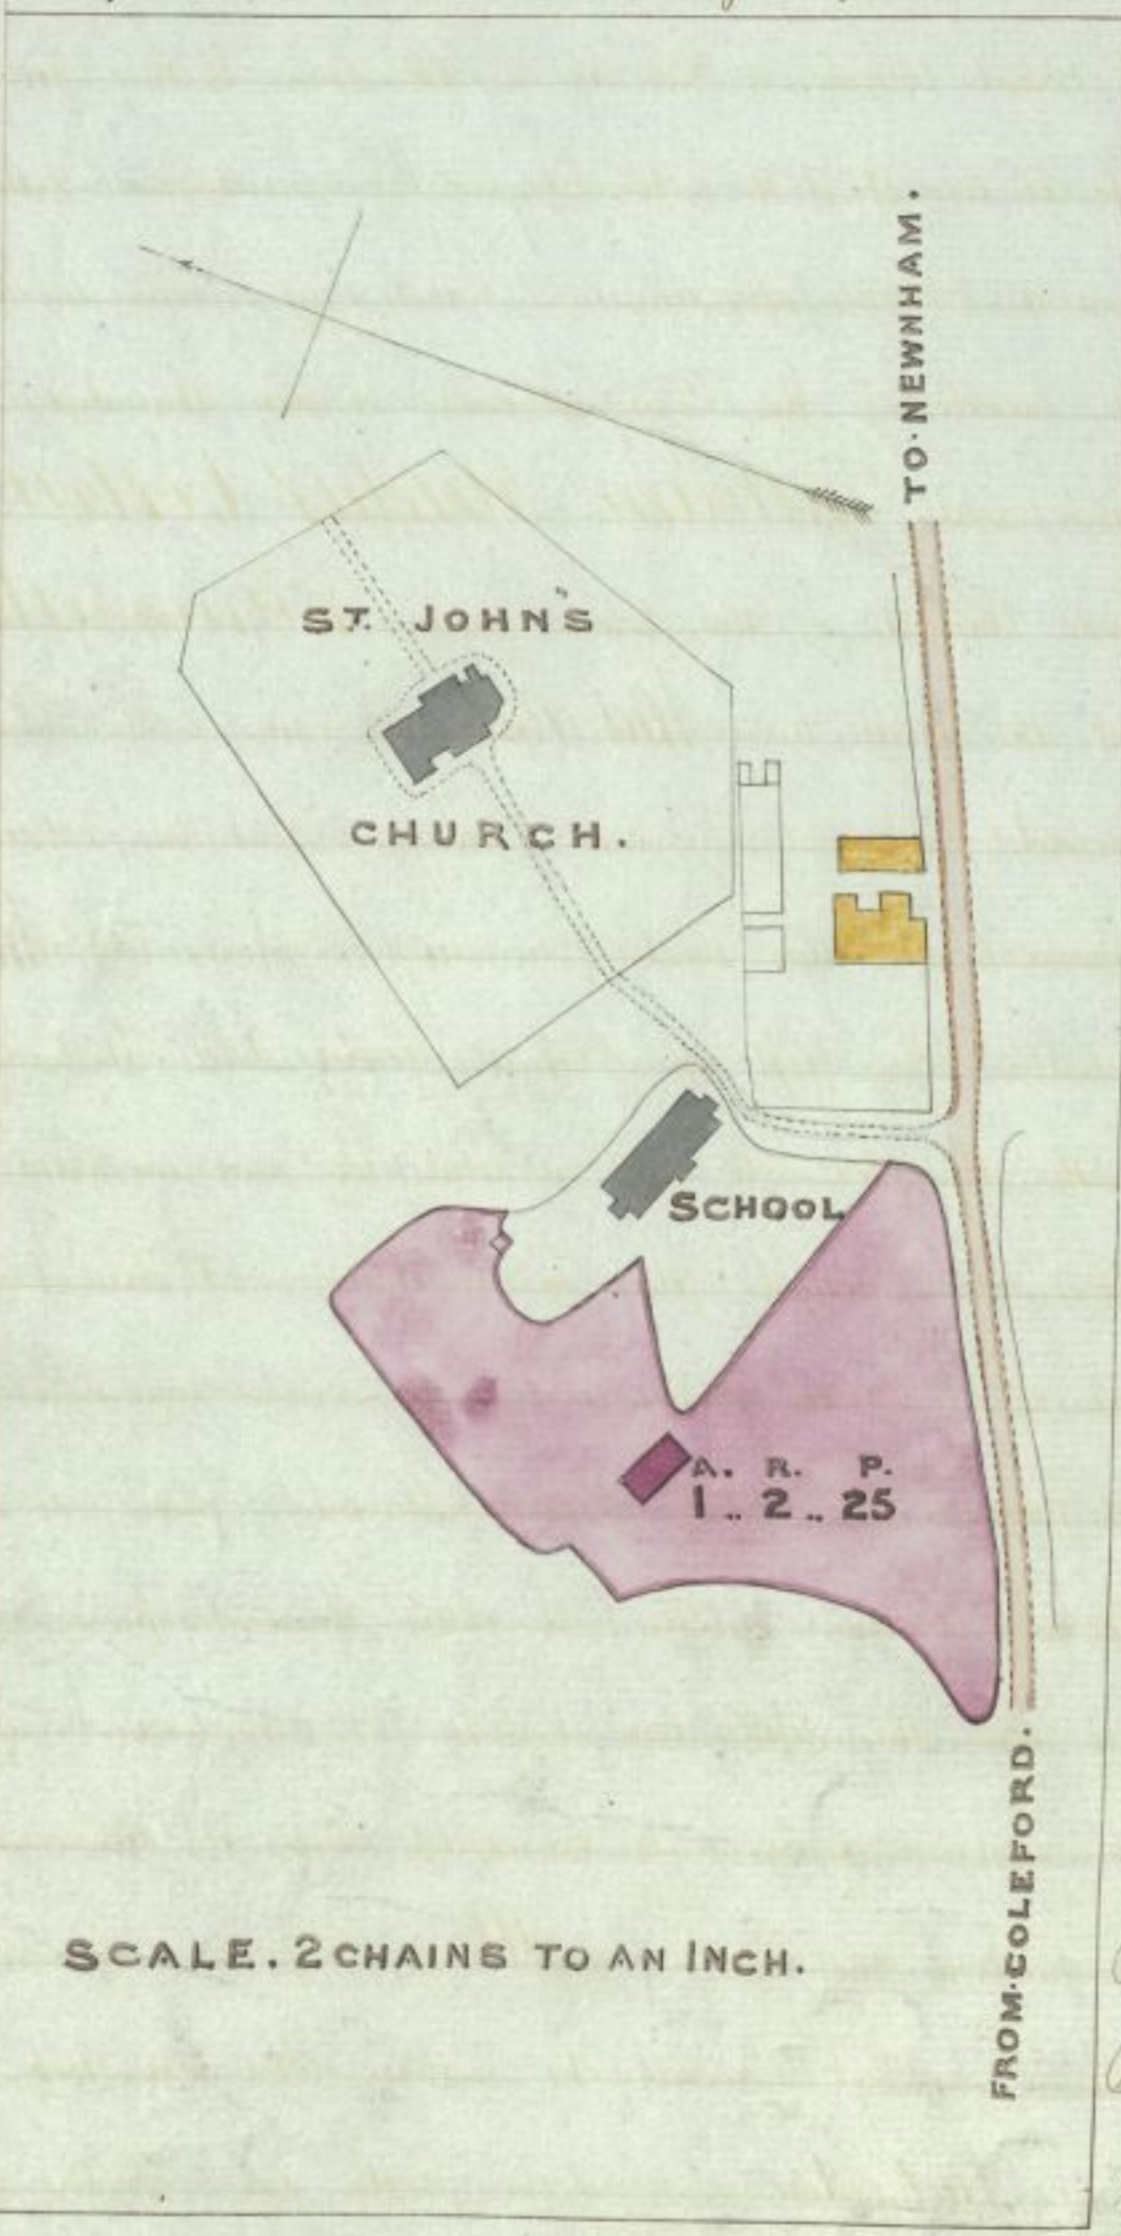 TO·NEWNHAM.
ST. JOHN'S
CHURCH.
SCHOOL
A. R. P.
1 .. 2 .. 25
SCALE. 2 CHAINS TO AN INCH.
FROM·COLEFORD.